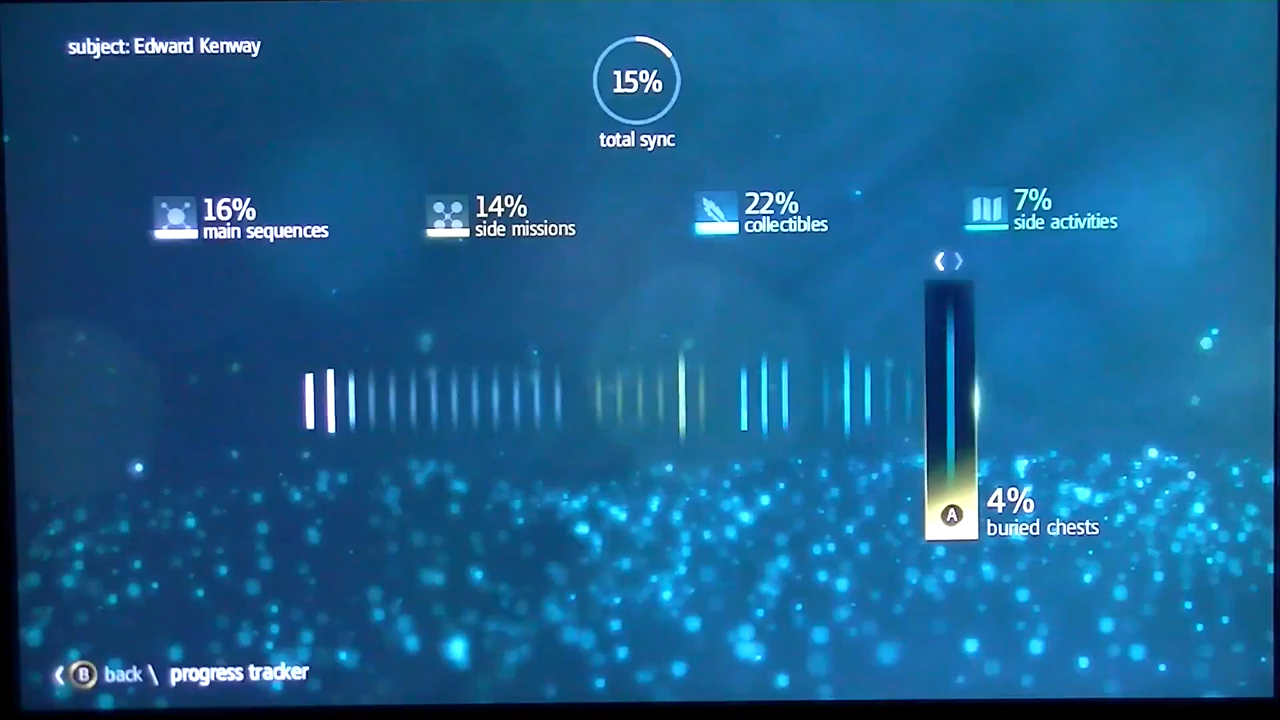 subject: Edward Kenway
15%
total sync
16%
main sequences
14%
side missions
22%
collectibles
7%
side activities
A
4%
buried chests
B back \ progress tracker